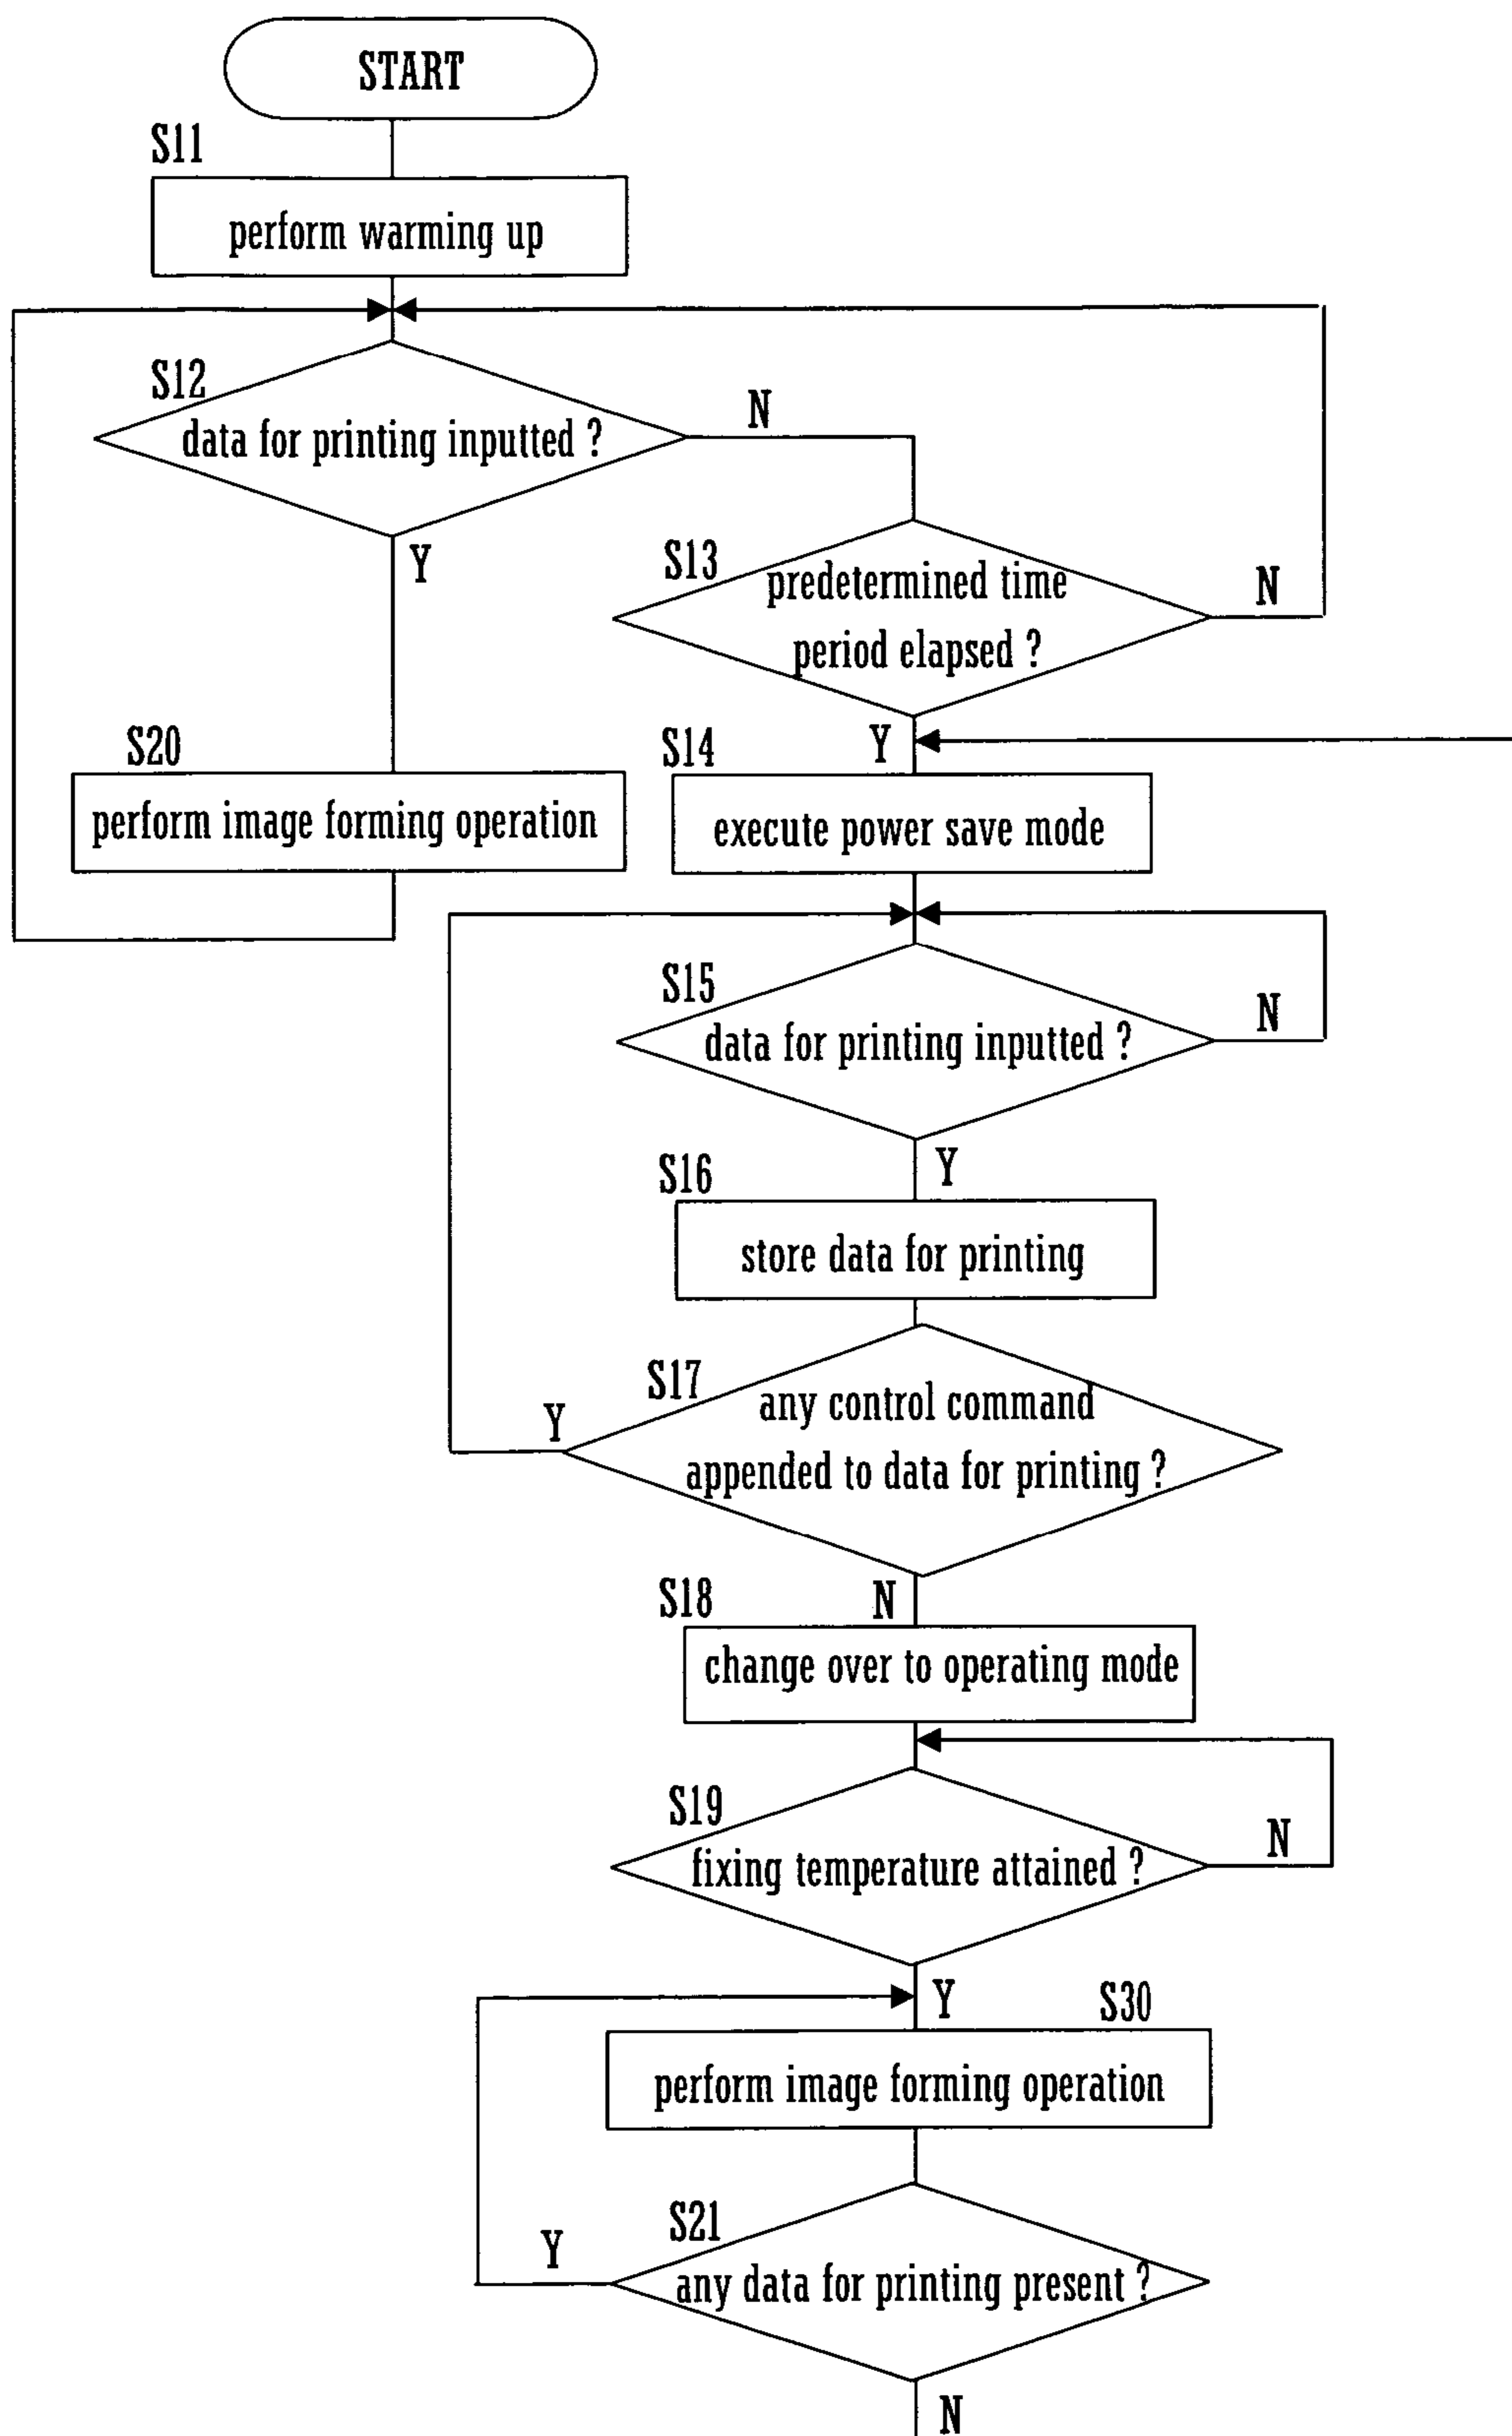 START
S11
perform warming up
S12
data for printing inputted ?
N
Y
S13
predetermined time
period elapsed ?
N
Y
S20
perform image forming operation
S14
execute power save mode
S15
data for printing inputted ?
N
Y
S16
store data for printing
S17
any control command
appended to data for printing ?
Y
N
S18
change over to operating mode
S19
fixing temperature attained ?
N
Y
S30
perform image forming operation
S21
any data for printing present ?
Y
N